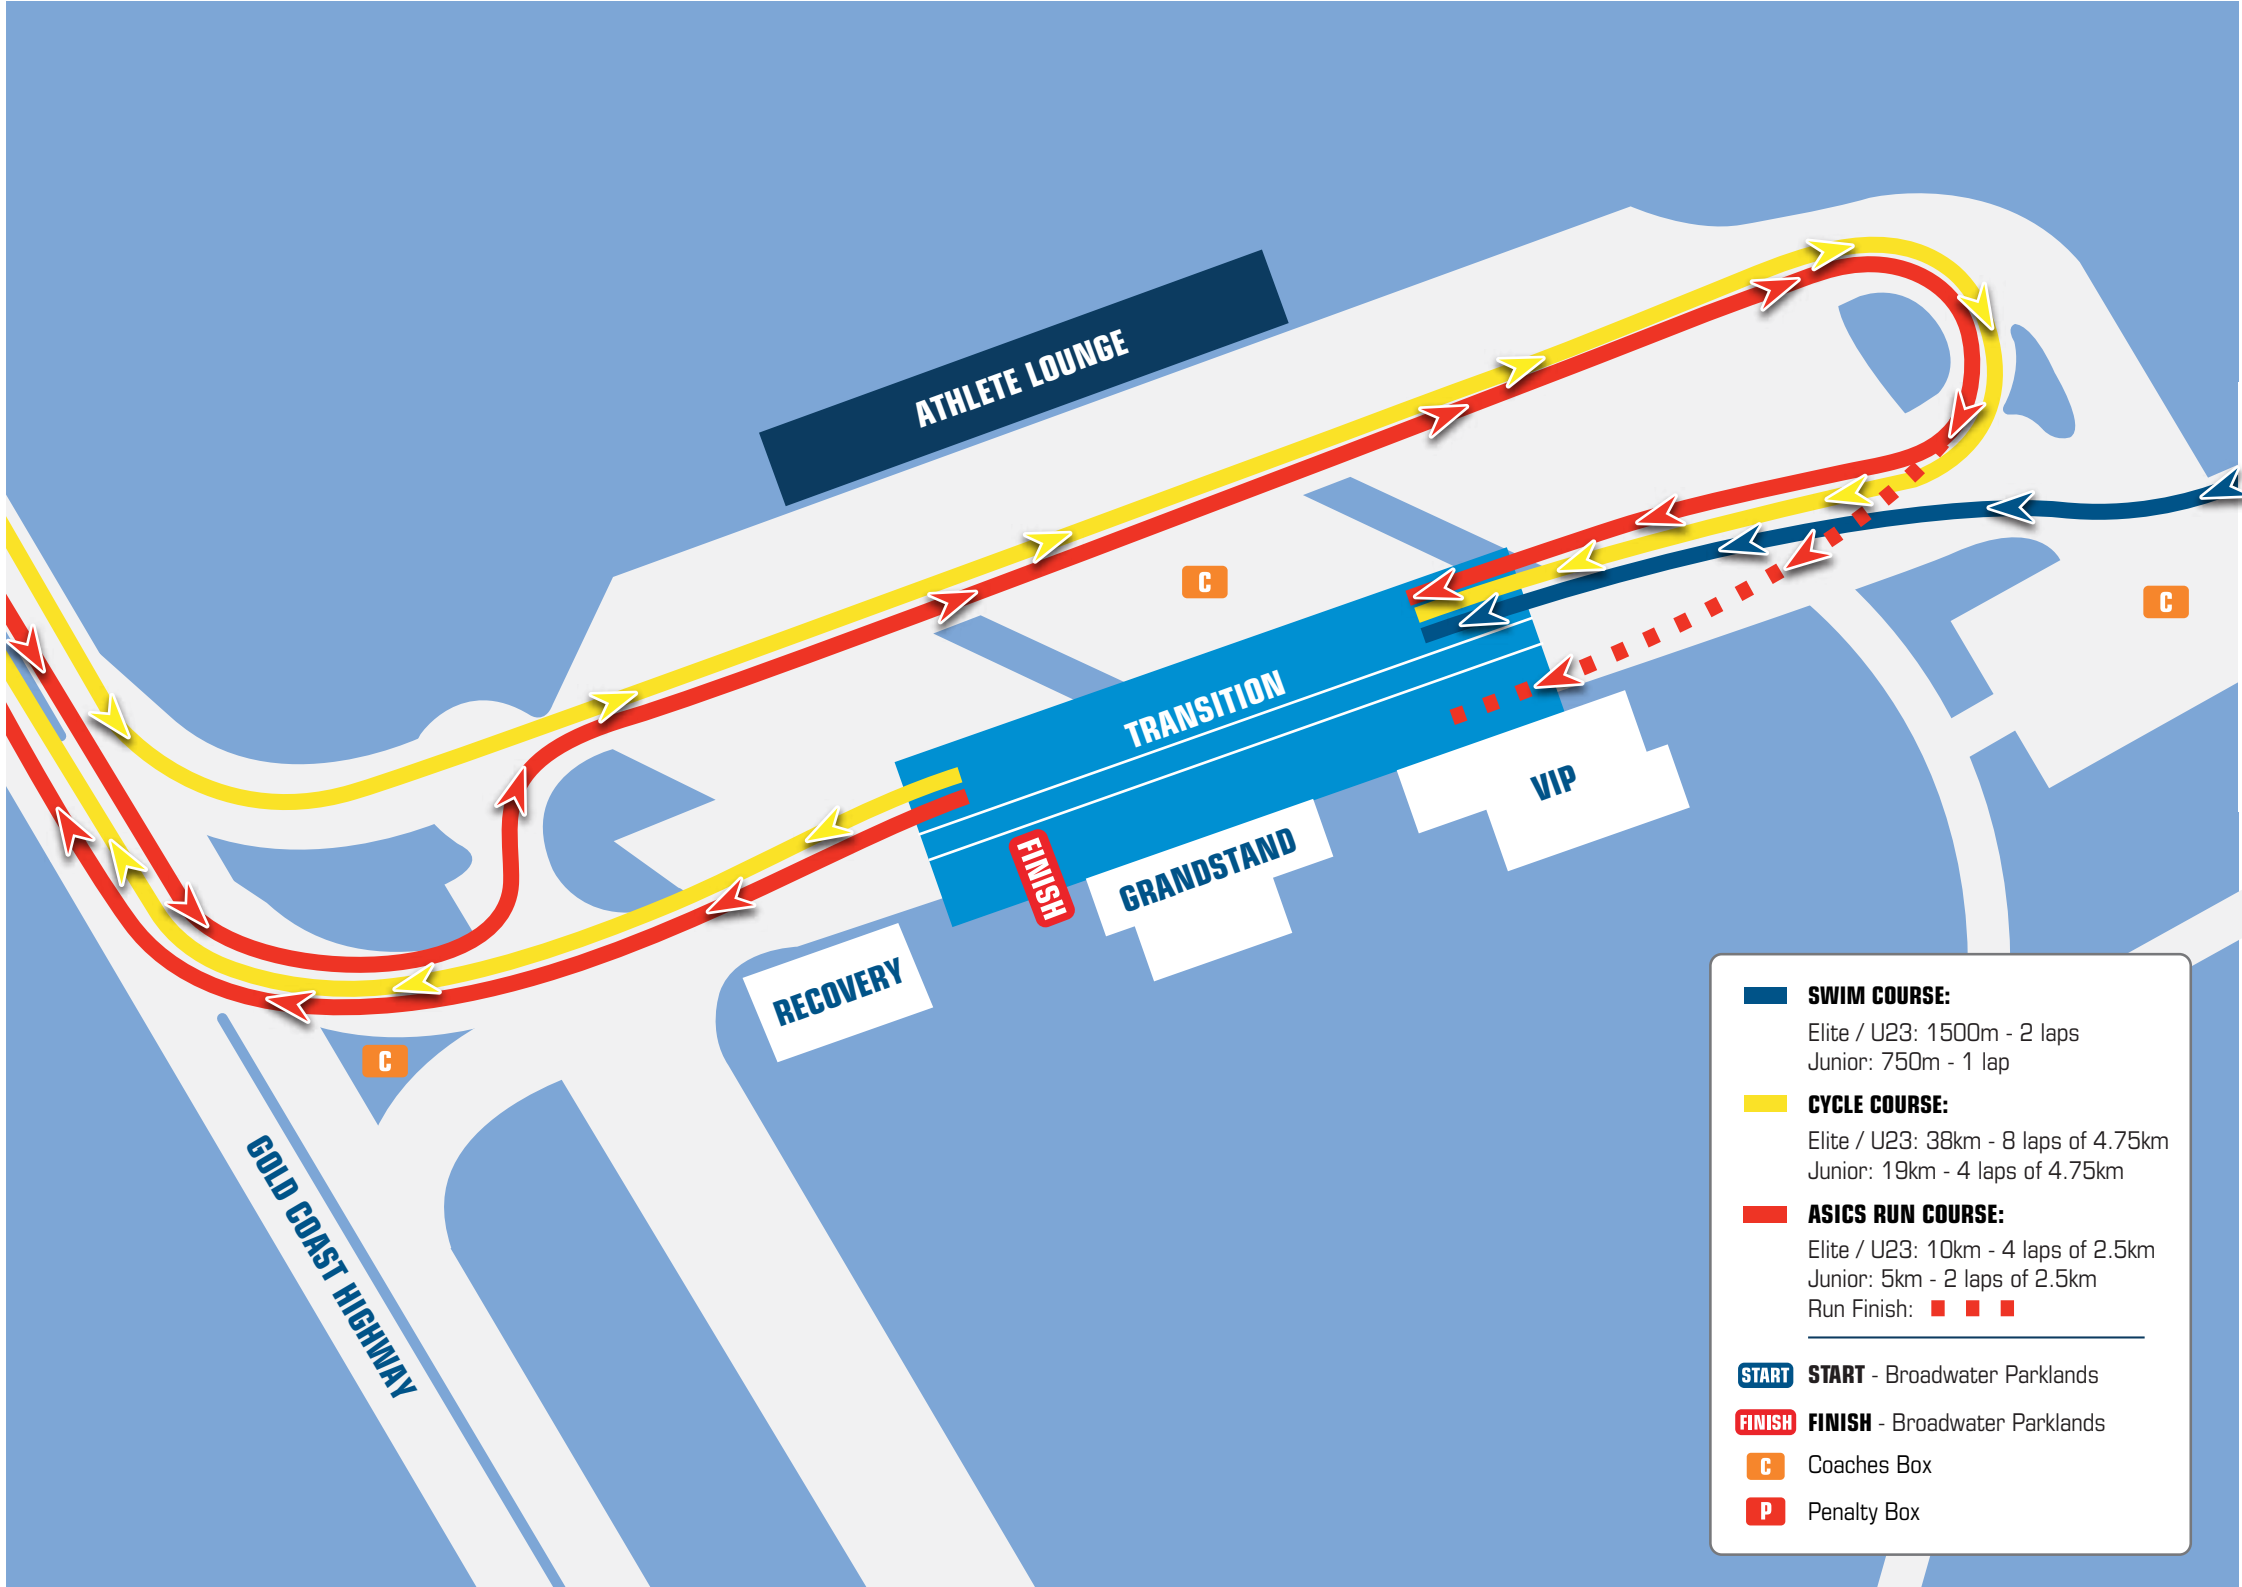 ATHLETE LOUNGE
C
C
TRANSITION
VIP
FINISH
GRANDSTAND
RECOVERY
C
GOLD COAST HIGHWAY
SWIM COURSE:
Elite / U23: 1500m - 2 laps
Junior: 750m - 1 lap
CYCLE COURSE:
Elite / U23: 38km - 8 laps of 4.75km
Junior: 19km - 4 laps of 4.75km
ASICS RUN COURSE:
Elite / U23: 10km - 4 laps of 2.5km
Junior: 5km - 2 laps of 2.5km
Run Finish:
START START - Broadwater Parklands
FINISH FINISH - Broadwater Parklands
C Coaches Box
P Penalty Box